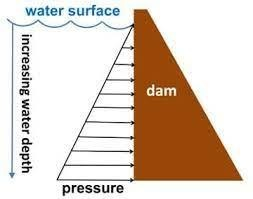 water surface
increasing water depth
dam
pressure